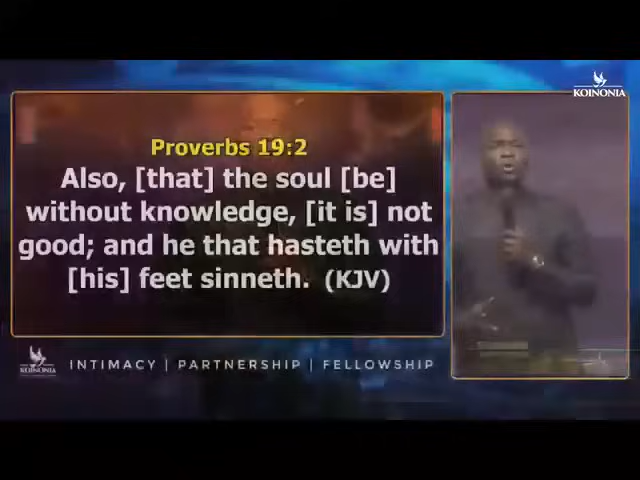 KOINONIA
Proverbs 19:2
Also, [that] the soul [be]
without knowledge, [it is] not
good; and he that hasteth with
[his] feet sinneth. (KJV)
KOINONIA
INTIMACY | PARTNERSHIP | FELLOWSHIP